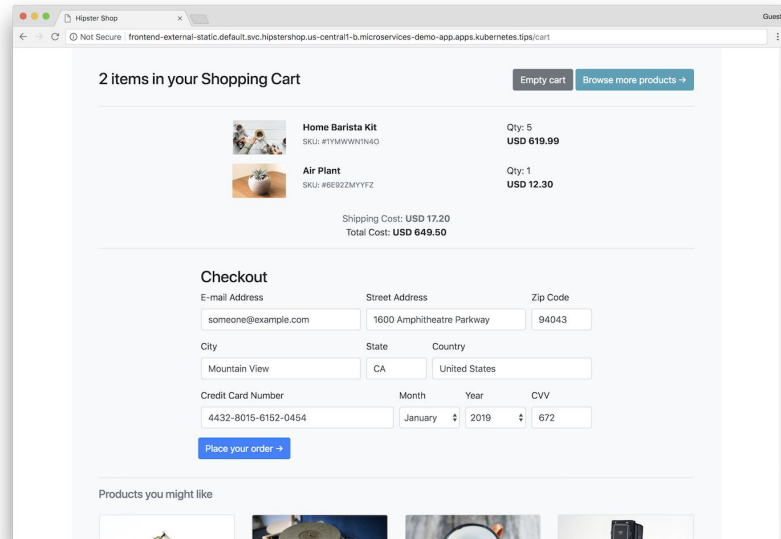 Hipster Shop
Guest
Not Secure | frontend-external-static.default.svc.hipstershop.us-central1-b.microservices-demo-app.apps.kubernetes.tips/cart
2 items in your Shopping Cart
Empty cart
Browse more products →
Home Barista Kit
SKU: #1YMWWN1N4O
Qty: 5
USD 619.99
Air Plant
SKU: #6E92ZMYYFZ
Qty: 1
USD 12.30
Shipping Cost: USD 17.20
Total Cost: USD 649.50
Checkout
E-mail Address Street Address Zip Code
someone@example.com 1600 Amphitheatre Parkway 94043
City State Country
Mountain View CA United States
Credit Card Number Month Year CVV
4432-8015-6152-0454 January 2019 672
Place your order →
Products you might like